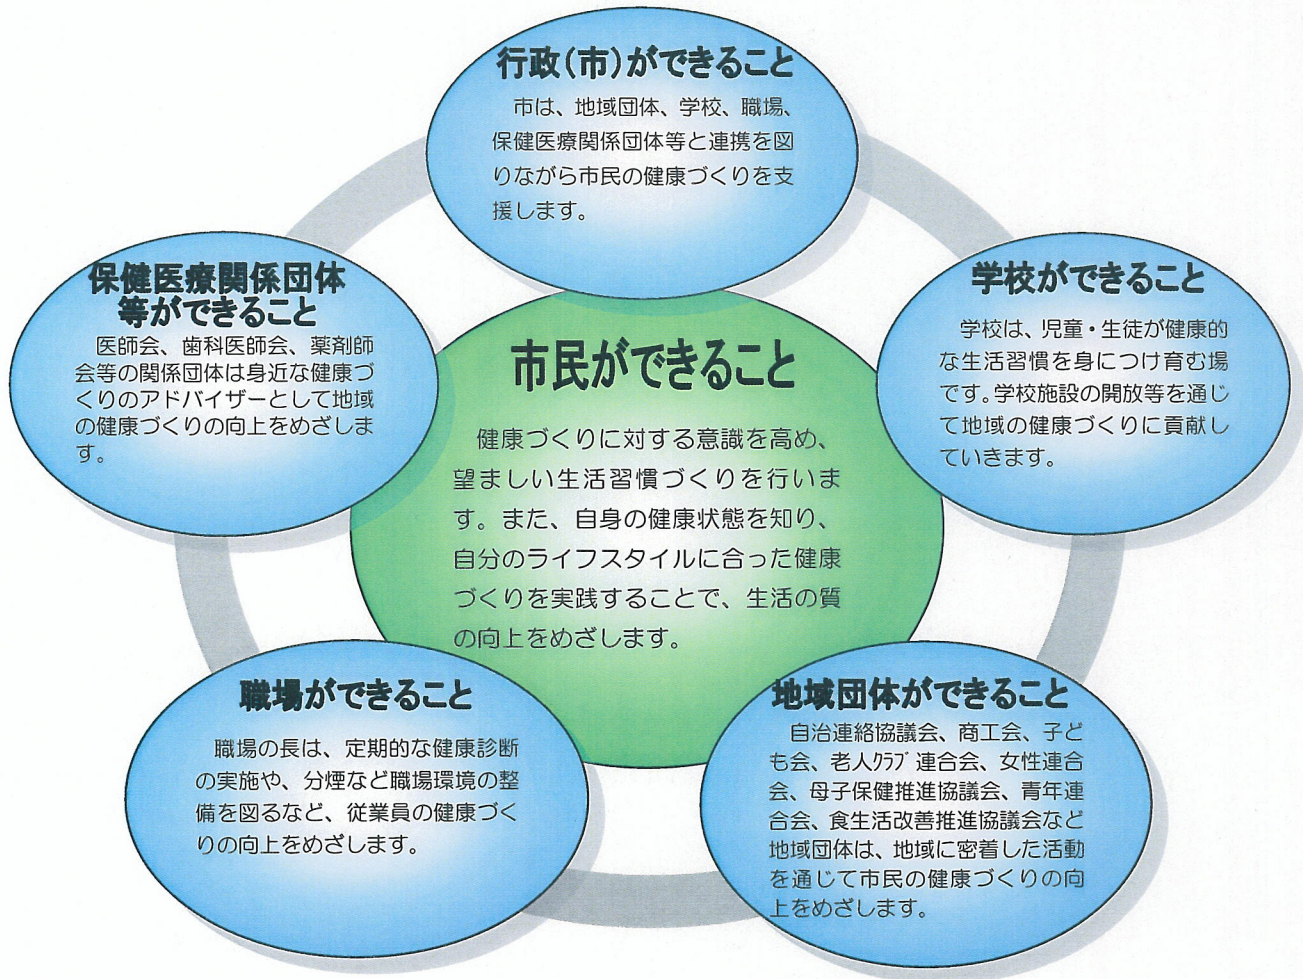 行政(市)ができること
市は、地域団体、学校、職場、
保健医療関係団体等と連携を図
りながら市民の健康づくりを支
援します。
保健医療関係団体
等ができること
医師会、歯科医師会、薬剤師
会等の関係団体は身近な健康づ
くりのアドバイザーとして地域
の健康づくりの向上をめざしま
す。
学校ができること
学校は、児童・生徒が健康的
な生活習慣を身につけ育む場
です。学校施設の開放等を通じ
て地域の健康づくりに貢献し
ていきます。
市民ができること
健康づくりに対する意識を高め、
望ましい生活習慣づくりを行いま
す。また、自身の健康状態を知り、
自分のライフスタイルに合った健康
づくりを実践することで、生活の質
の向上をめざします。
職場ができること
職場の長は、定期的な健康診断
の実施や、分煙など職場環境の整
備を図るなど、従業員の健康づく
りの向上をめざします。
地域団体ができること
自治連絡協議会、商工会、子ど
も会、老人クラブ連合会、女性連合
会、母子保健推進協議会、青年連
合会、食生活改善推進協議会など
地域団体は、地域に密着した活動
を通じて市民の健康づくりの向
上をめざします。